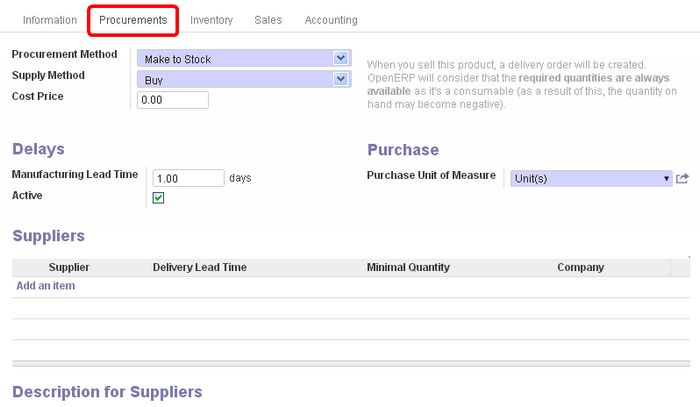 Information Procurements Inventory Sales Accounting
Procurement Method Make to Stock
Supply Method Buy
Cost Price 0.00
When you sell this product, a delivery order will be created.
OpenERP will consider that the required quantities are always
available as it's a consumable (as a result of this, the quantity on
hand may become negative).
Delays
Manufacturing Lead Time 1.00 days
Active
Purchase
Purchase Unit of Measure Unit(s)
Suppliers
Supplier Delivery Lead Time Minimal Quantity Company
Add an item
Description for Suppliers